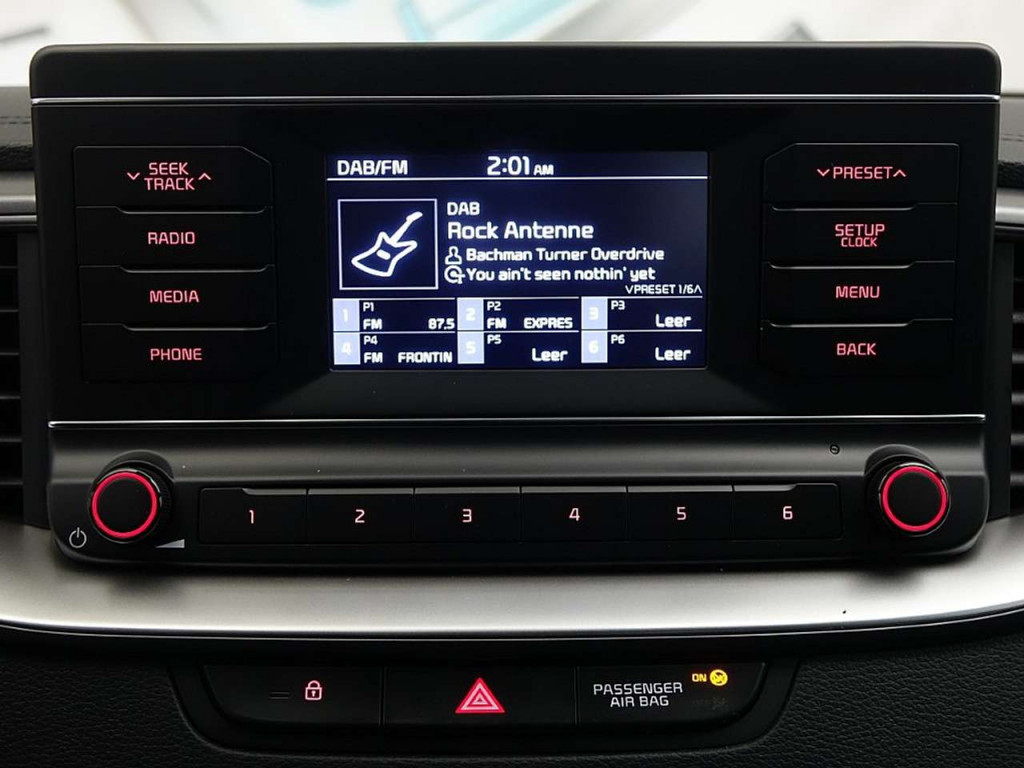 SEEK
TRACK
RADIO
MEDIA
PHONE
DAB/FM 2:01 AM
DAB
Rock Antenne
Bachman Turner Overdrive
You ain't seen nothin' yet
PRESET 1/6
1 P1 FM 87.5
2 P2 FM EXPRES
3 P3 Leer
4 P4 FM FRONTIN
5 P5 Leer
6 P6 Leer
PRESET
SETUP
CLOCK
MENU
BACK
1 2 3 4 5 6
PASSENGER
AIR BAG
ON